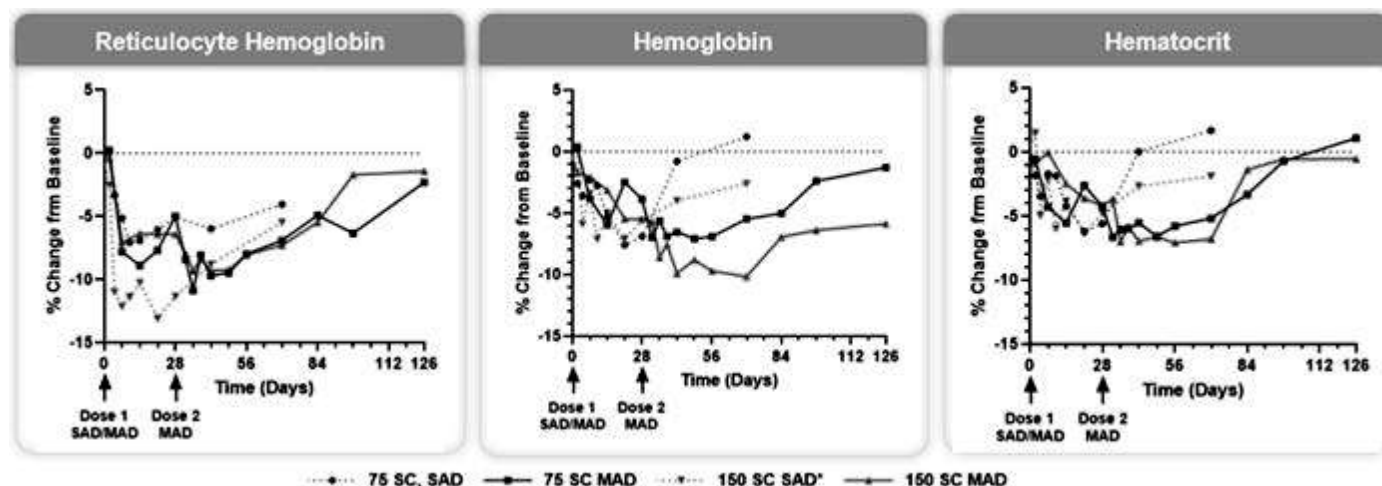 Reticulocyte Hemoglobin
% Change frm Baseline
5
0
-5
-10
-15
0 28 56 84 112 126
Time (Days)
Dose 1
SAD/MAD
Dose 2
MAD
Hemoglobin
% Change from Baseline
5
0
-5
-10
-15
0 28 56 84 112 126
Time (Days)
Dose 1
SAD/MAD
Dose 2
MAD
Hematocrit
% Change frm Baseline
5
0
-5
-10
-15
0 28 56 84 112 126
Time (Days)
Dose 1
SAD/MAD
Dose 2
MAD
75 SC, SAD 75 SC MAD 150 SC SAD* 150 SC MAD